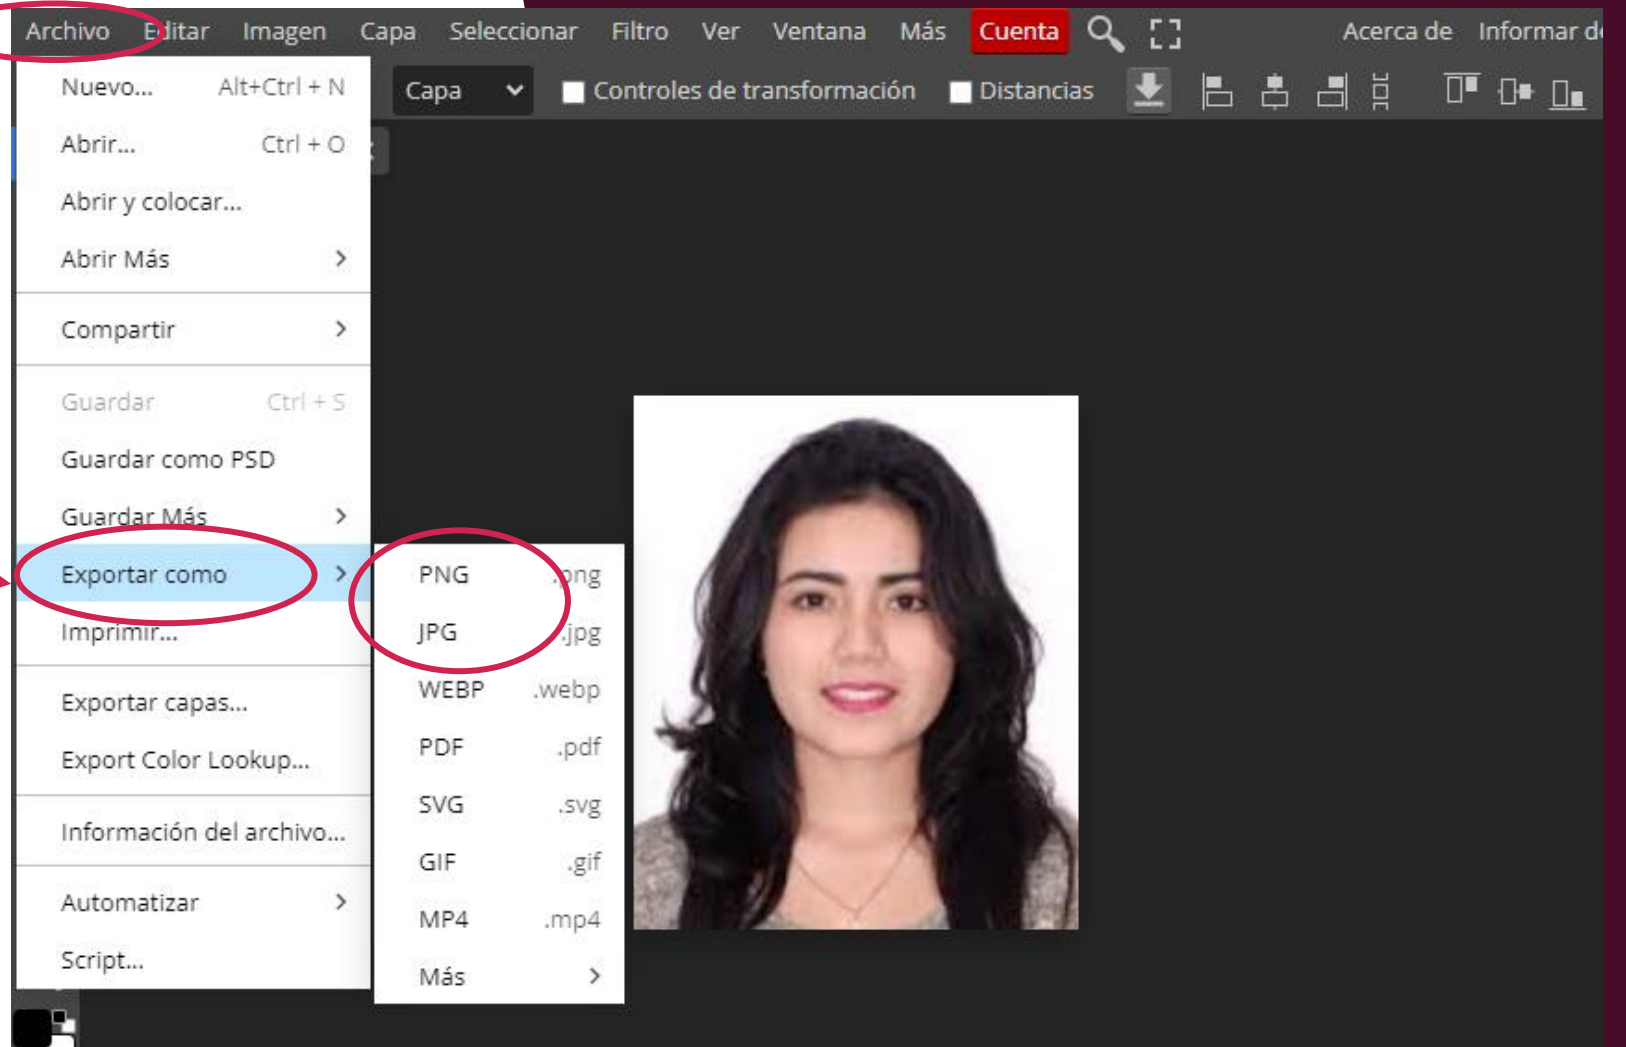 Archivo Editar Imagen Capa Seleccionar Filtro Ver Ventana Más Cuenta Acerca de Informar de
Capa Controles de transformación Distancias
Nuevo... Alt+Ctrl + N
Abrir... Ctrl + O
Abrir y colocar...
Abrir Más >
Compartir >
Guardar Ctrl + S
Guardar como PSD
Guardar Más >
Exportar como >
Imprimir...
Exportar capas...
Export Color Lookup...
Información del archivo...
Automatizar >
Script...
PNG .png
JPG .jpg
WEBP .webp
PDF .pdf
SVG .svg
GIF .gif
MP4 .mp4
Más >